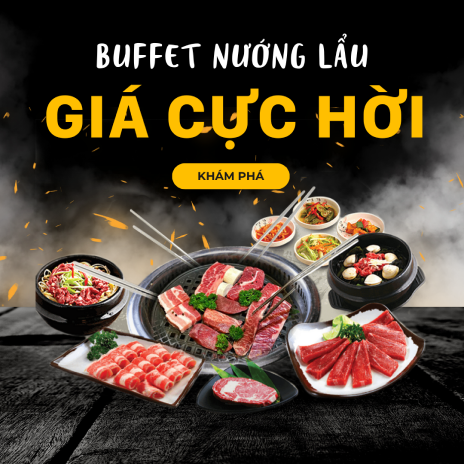 BUFFET NƯỚNG LẨU
GIÁ CỰC HỜI
KHÁM PHÁ